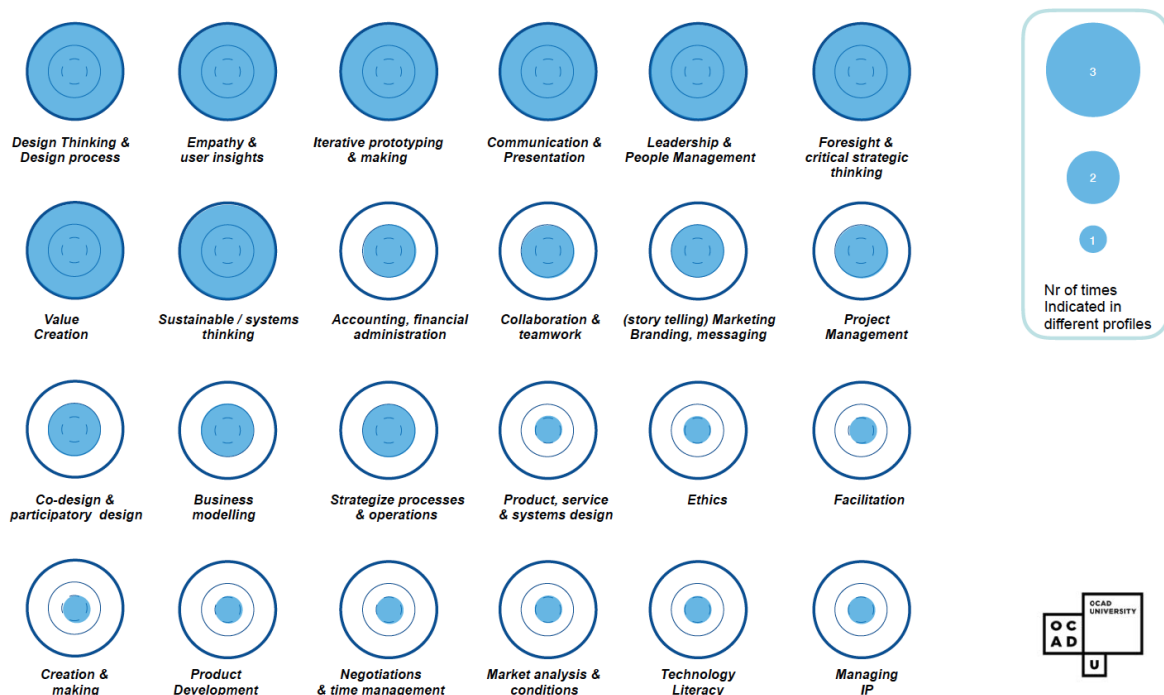 Design Thinking &
Design process
Empathy &
user insights
Iterative prototyping
& making
Communication &
Presentation
Leadership &
People Management
Foresight &
critical strategic
thinking
3
2
1
Nr of times
Indicated in
different profiles
Value
Creation
Sustainable / systems
thinking
Accounting, financial
administration
Collaboration &
teamwork
(story telling) Marketing
Branding, messaging
Project
Management
Co-design &
participatory design
Business
modelling
Strategize processes
& operations
Product, service
& systems design
Ethics
Facilitation
Creation &
making
Product
Development
Negotiations
& time management
Market analysis &
conditions
Technology
Literacy
Managing
IP
OCAD
UNIVERSITY
OC
AD
U